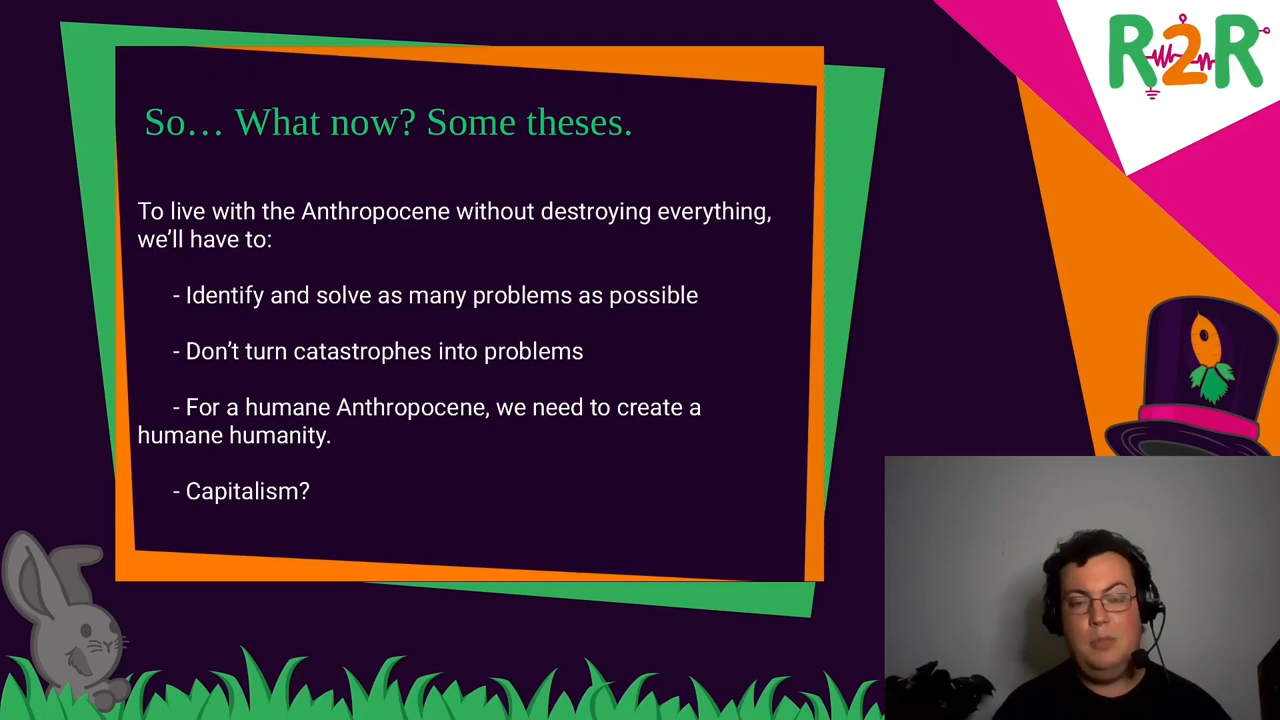 R2R
So… What now? Some theses.
To live with the Anthropocene without destroying everything,
we’ll have to:
- Identify and solve as many problems as possible
- Don’t turn catastrophes into problems
- For a humane Anthropocene, we need to create a
humane humanity.
- Capitalism?